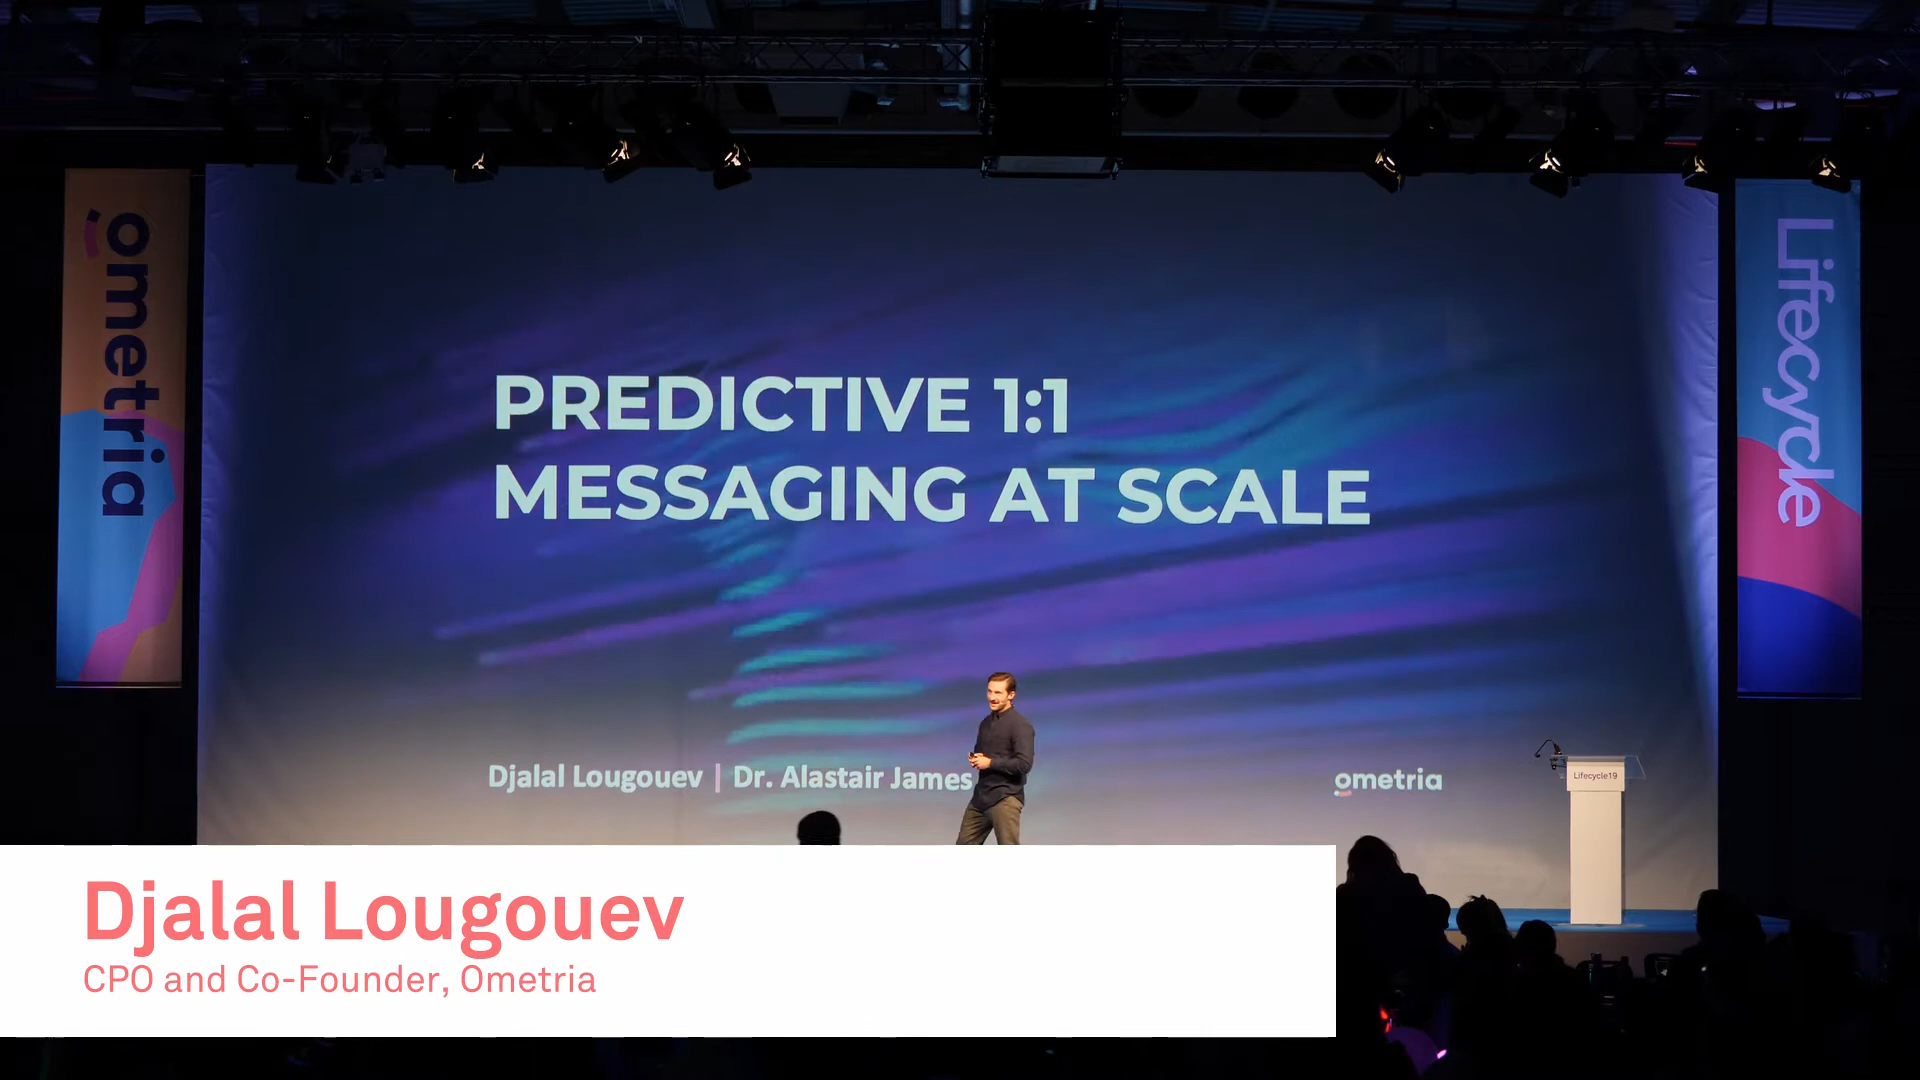 ometria
Lifecycle
PREDICTIVE 1:1
MESSAGING AT SCALE
Djalal Lougouev | Dr. Alastair James
ometria
Lifecycle19
Djalal Lougouev
CPO and Co-Founder, Ometria